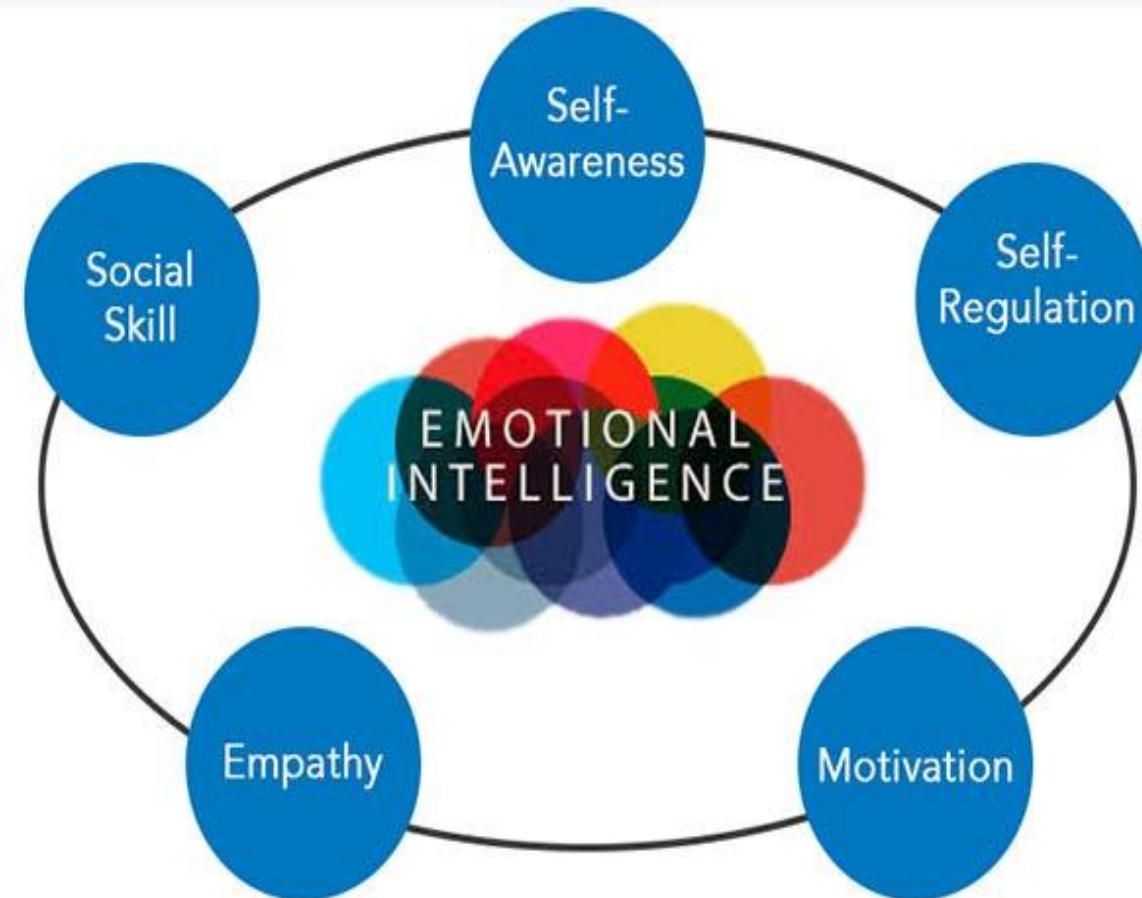 Self-
Awareness
Self-
Regulation
Social
Skill
EMOTIONAL
INTELLIGENCE
Empathy
Motivation